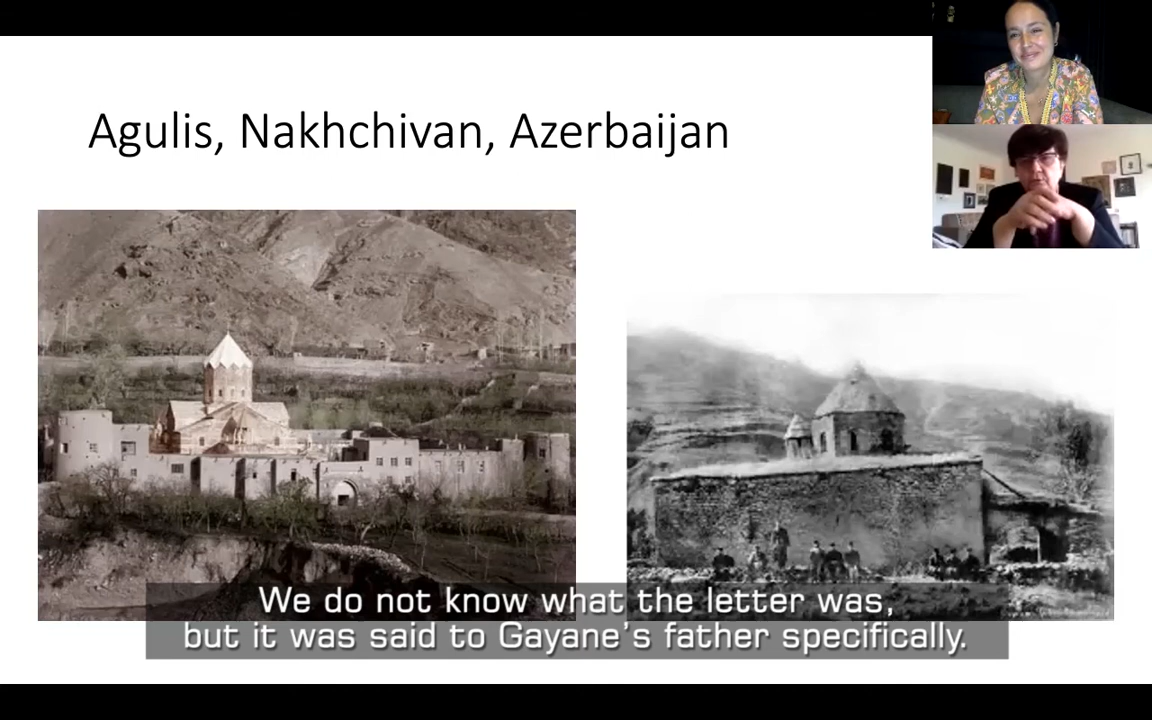 Agulis, Nakhchivan, Azerbaijan
We do not know what the letter was,
but it was said to Gayane’s father specifically.